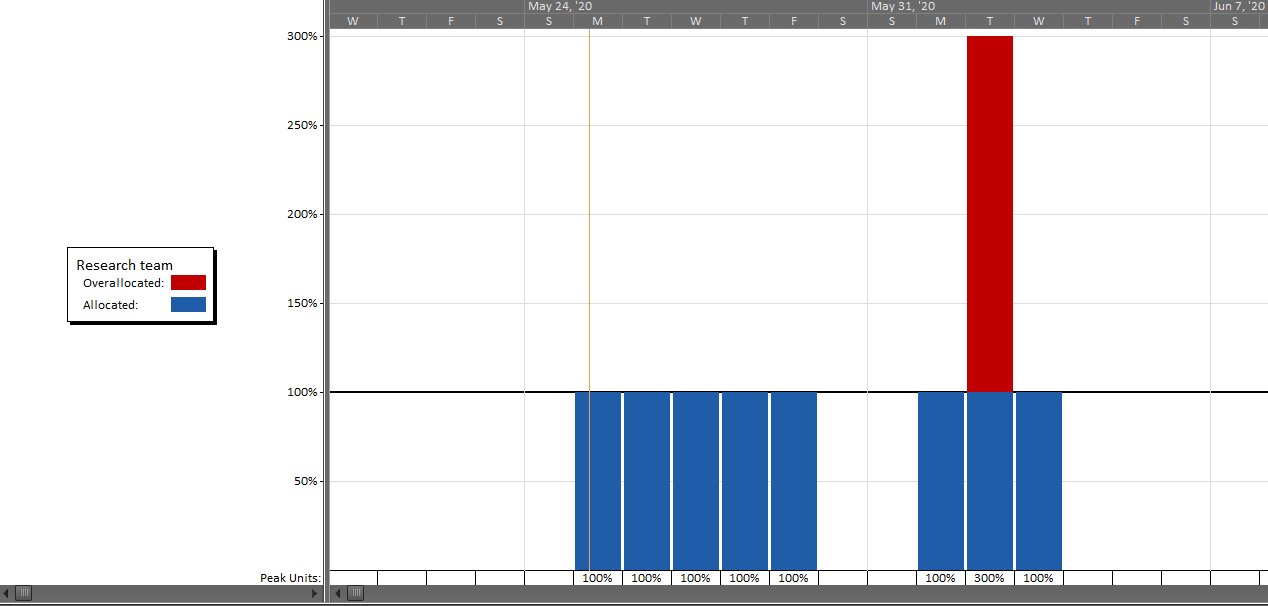 May 24, '20 May 31, '20 Jun 7, '20
W T F S S M T W T F S S M T W T F S S
300%
250%
200%
150%
100%
50%
Research team
Overallocated:
Allocated:
Peak Units: 100% 100% 100% 100% 100% 100% 300% 100%